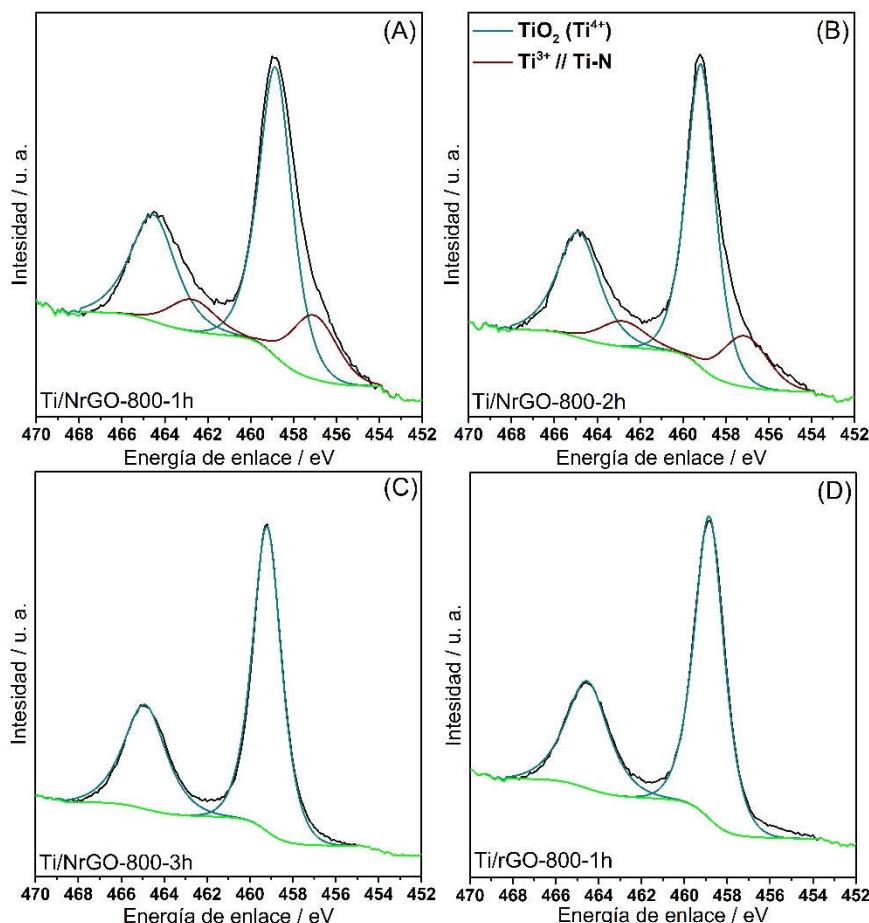 (A)
Intesidad / u. a.
Ti/NrGO-800-1h
470 468 466 464 462 460 458 456 454 452
Energía de enlace / eV
(B)
TiO₂ (Ti⁴⁺)
Ti³⁺ // Ti-N
Intesidad / u. a.
Ti/NrGO-800-2h
470 468 466 464 462 460 458 456 454 452
Energía de enlace / eV
(C)
Intesidad / u. a.
Ti/NrGO-800-3h
470 468 466 464 462 460 458 456 454 452
Energía de enlace / eV
(D)
Intesidad / u. a.
Ti/rGO-800-1h
470 468 466 464 462 460 458 456 454 452
Energía de enlace / eV